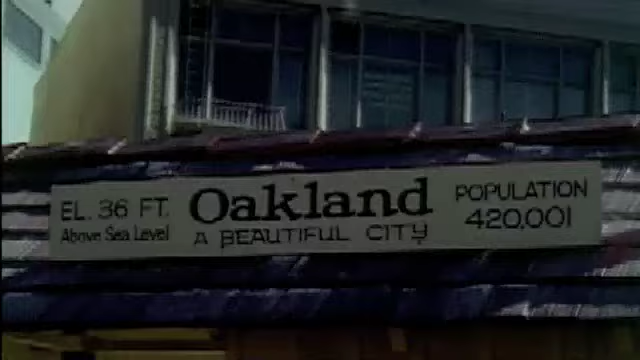 EL. 36 FT.
Above Sea Level
Oakland
A BEAUTIFUL CITY
POPULATION
420,001